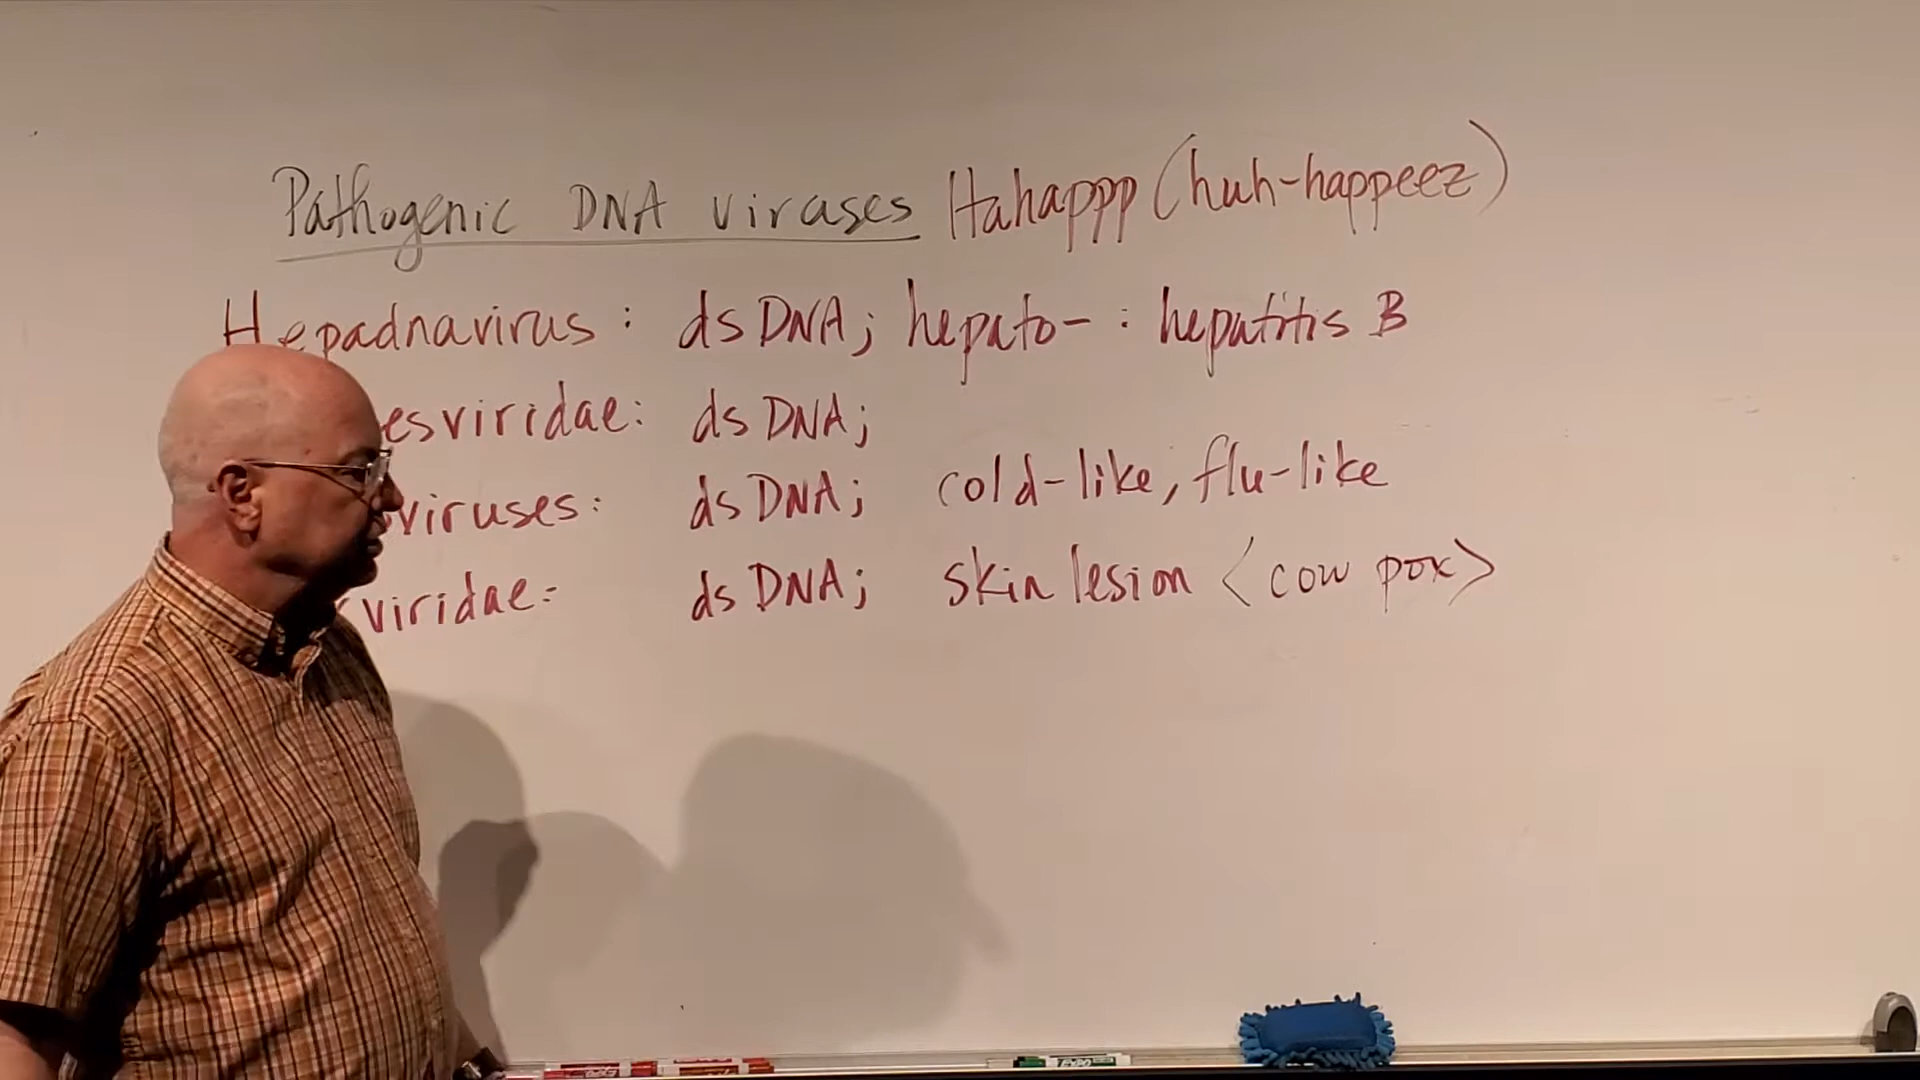 Pathogenic DNA viruses Hahappp (huh-happeez)
Hepadnavirus: dsDNA; hepato-: hepatitis B
esviridae: dsDNA;
viruses: dsDNA; cold-like, flu-like
viridae: dsDNA; skin lesion <cow pox>
EXPO